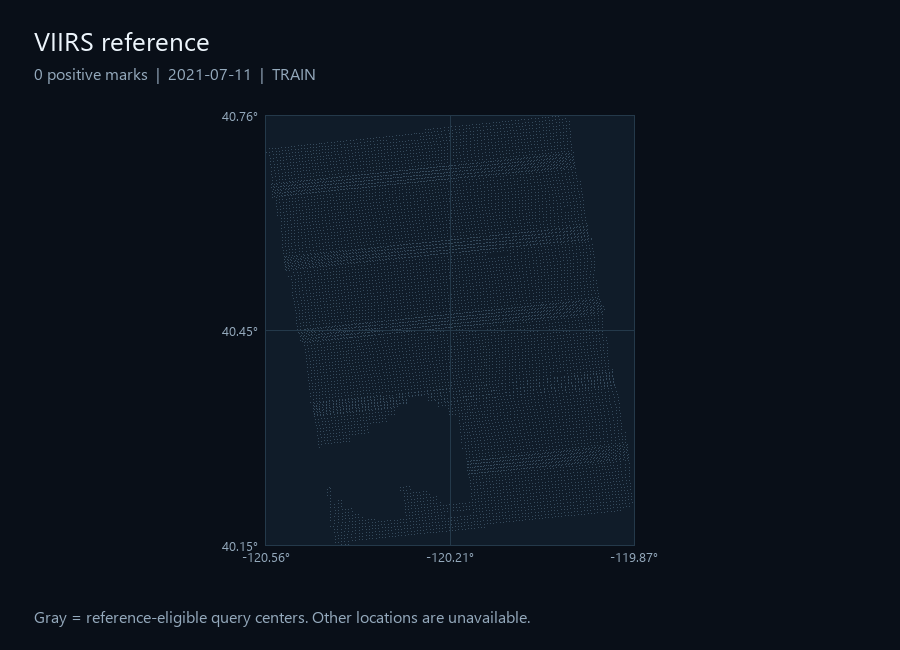 VIIRS reference
0 positive marks | 2021-07-11 | TRAIN
40.76°
40.45°
40.15°
-120.56°
-120.21°
-119.87°
Gray = reference-eligible query centers. Other locations are unavailable.